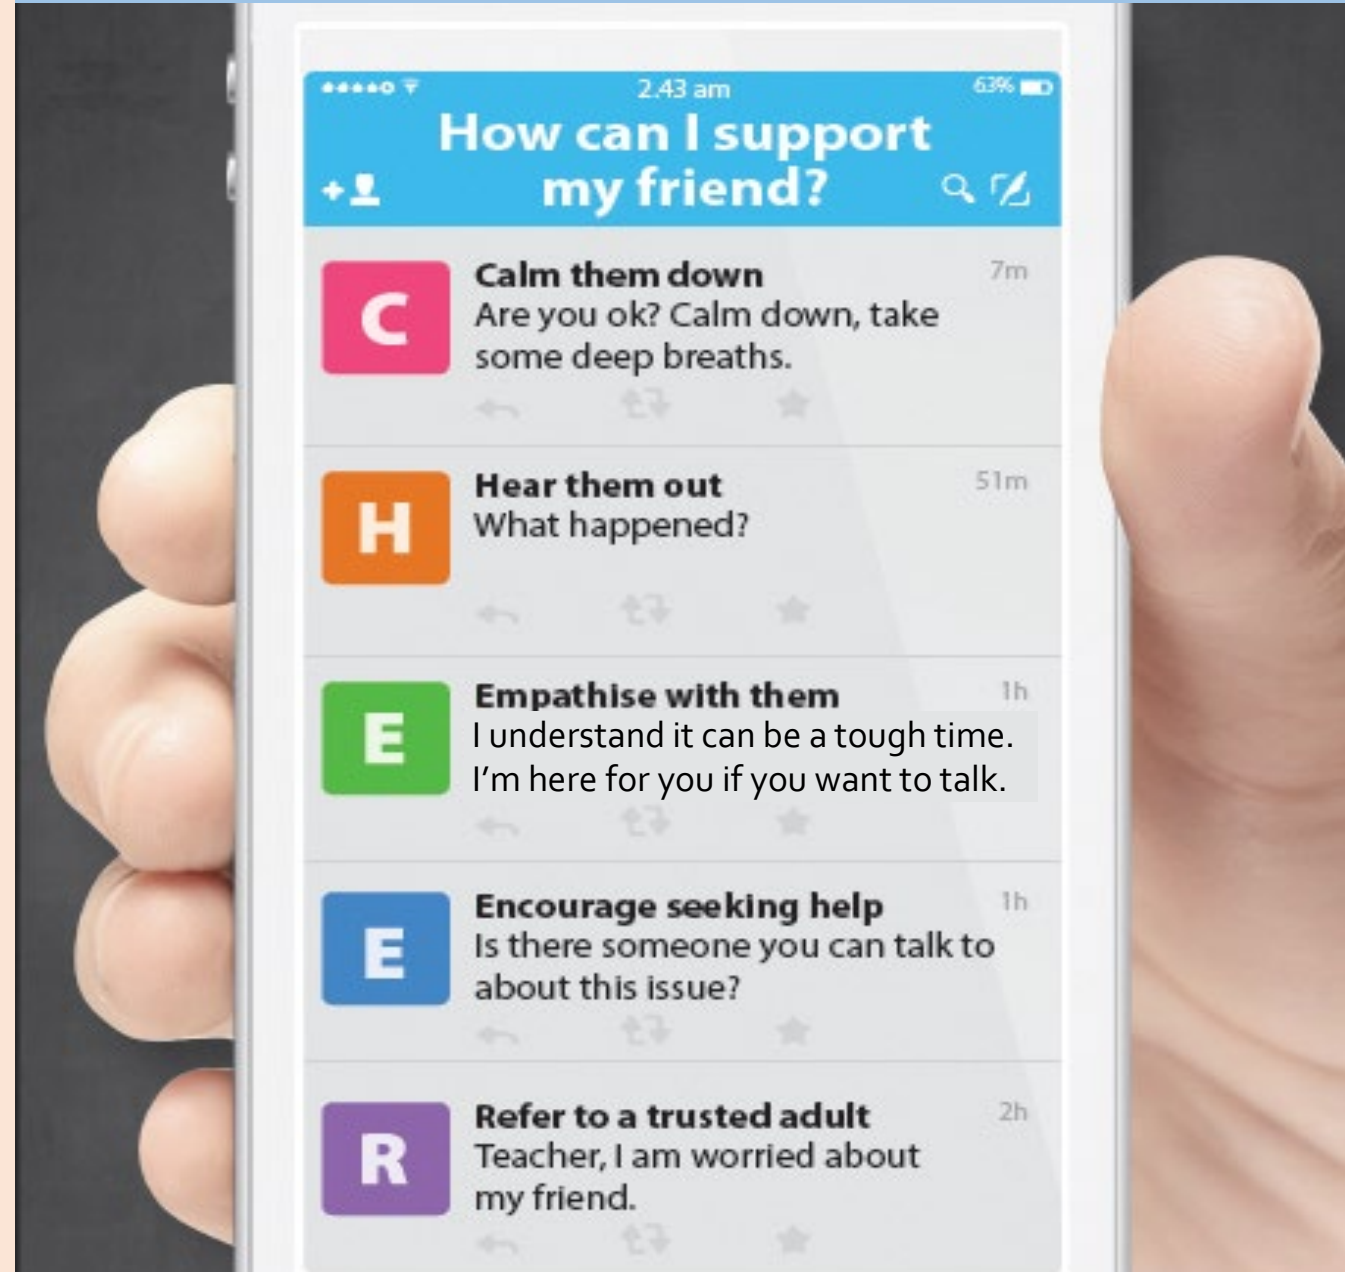 2.43 am
63%
How can I support
my friend?
C
Calm them down
7m
Are you ok? Calm down, take
some deep breaths.
H
Hear them out
51m
What happened?
E
Empathise with them
1h
I understand it can be a tough time.
I'm here for you if you want to talk.
E
Encourage seeking help
1h
Is there someone you can talk to
about this issue?
R
Refer to a trusted adult
2h
Teacher, I am worried about
my friend.